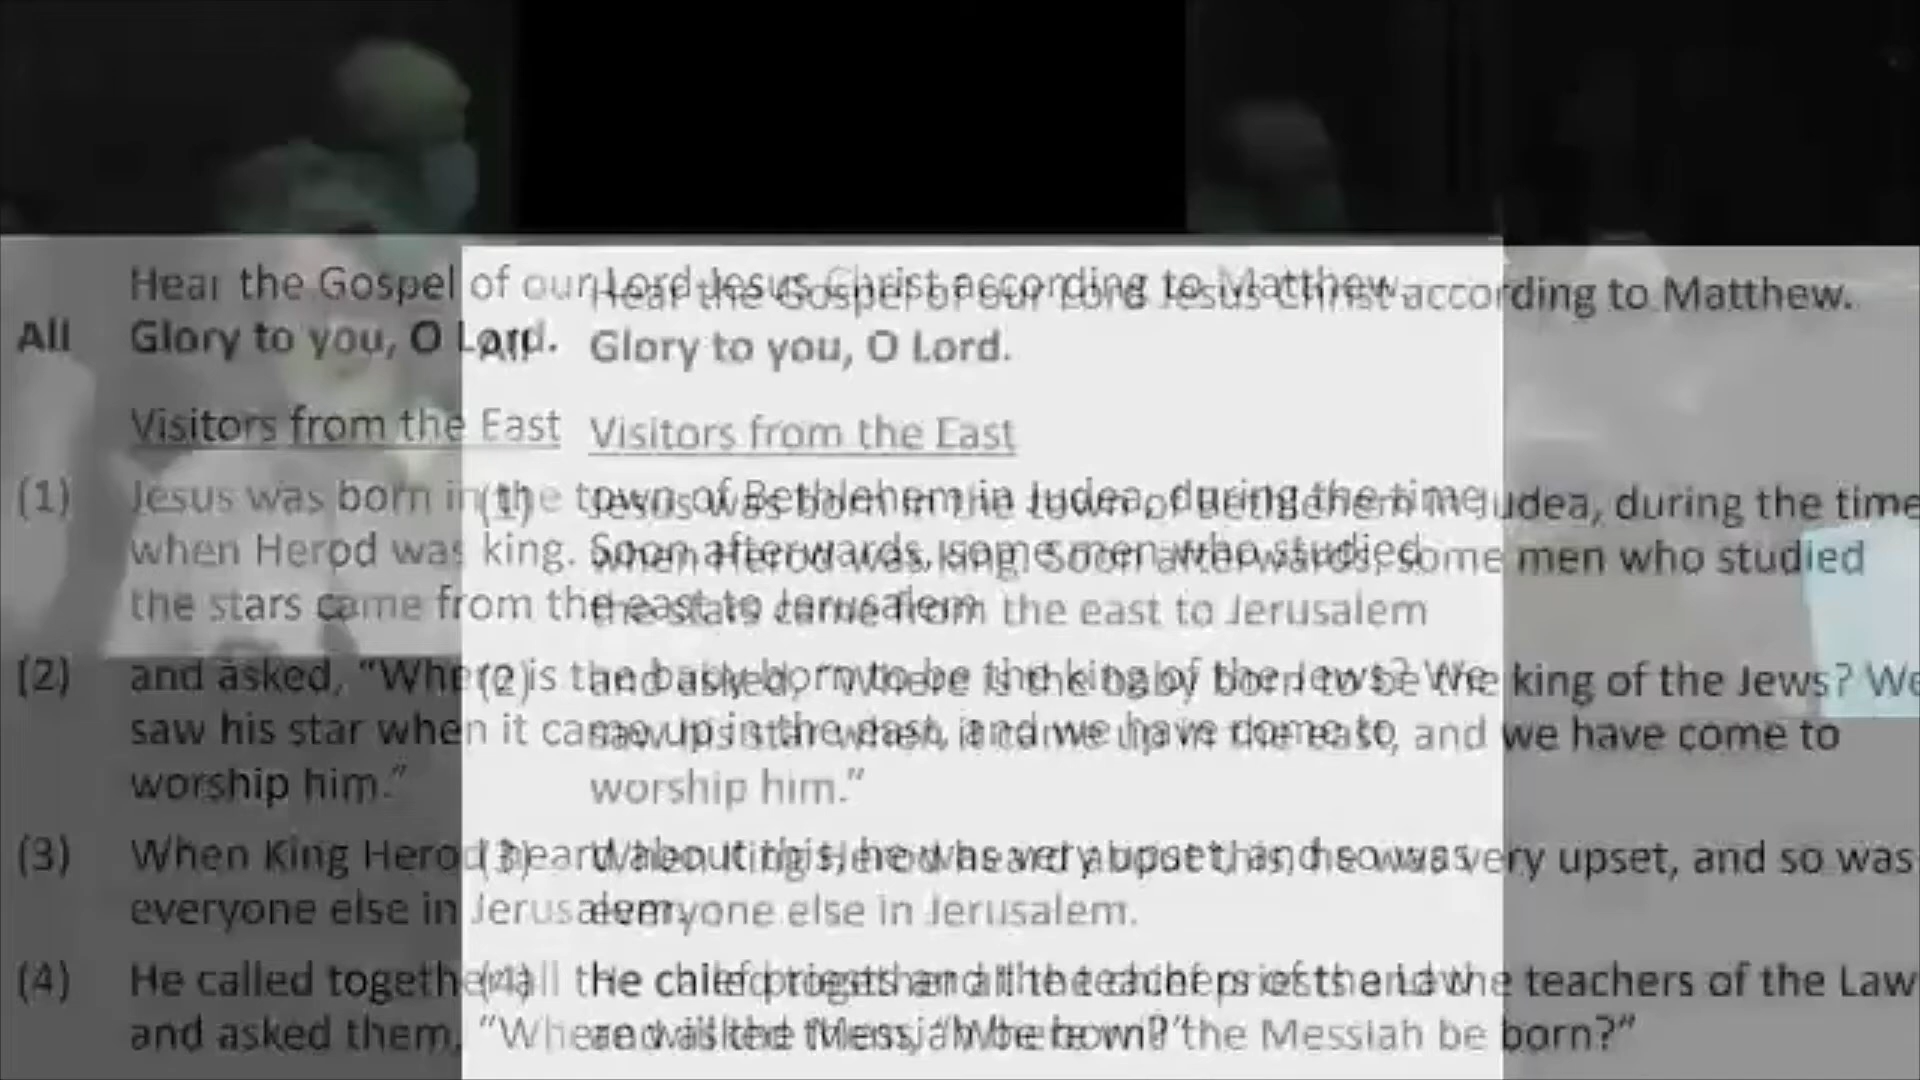 Hear the Gospel of our Lord Jesus Christ according to Matthew.
All Glory to you, O Lord.
Visitors from the East
(1) Jesus was born in the town of Bethlehem in Judea, during the time
when Herod was king. Soon afterwards, some men who studied
the stars came from the east to Jerusalem
(2) and asked, “Where is the baby born to be the king of the Jews? We
saw his star when it came up in the east, and we have come to
worship him.”
(3) When King Herod heard about this, he was very upset, and so was
everyone else in Jerusalem.
(4) He called together all the chief priests and the teachers of the Law
and asked them, “Where will the Messiah be born?”